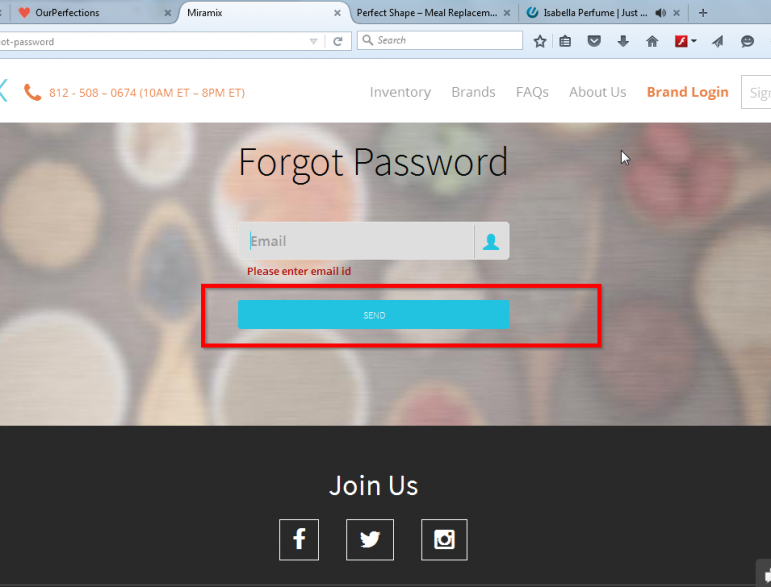 OurPerfections
Miramix
Perfect Shape – Meal Replacem...
Isabella Perfume | Just ...
ot-password
Search
X 812 - 508 – 0674 (10AM ET – 8PM ET)
Inventory Brands FAQs About Us Brand Login Sign
Forgot Password
Email
Please enter email id
SEND
Join Us